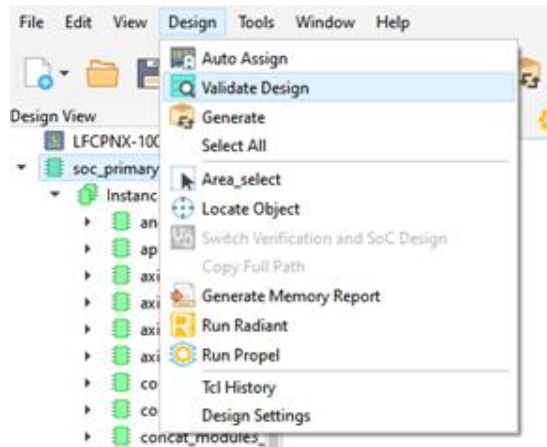 File Edit View Design Tools Window Help
Auto Assign
Validate Design
Design View
Generate
LFCPNX-100
Select All
soc_primary
Area_select
Instanc
Locate Object
an
Switch Verification and SoC Design
ap
Copy Full Path
axi
Generate Memory Report
axi
Run Radiant
axi
Run Propel
axi
Tcl History
co
Design Settings
co
concat_module3_